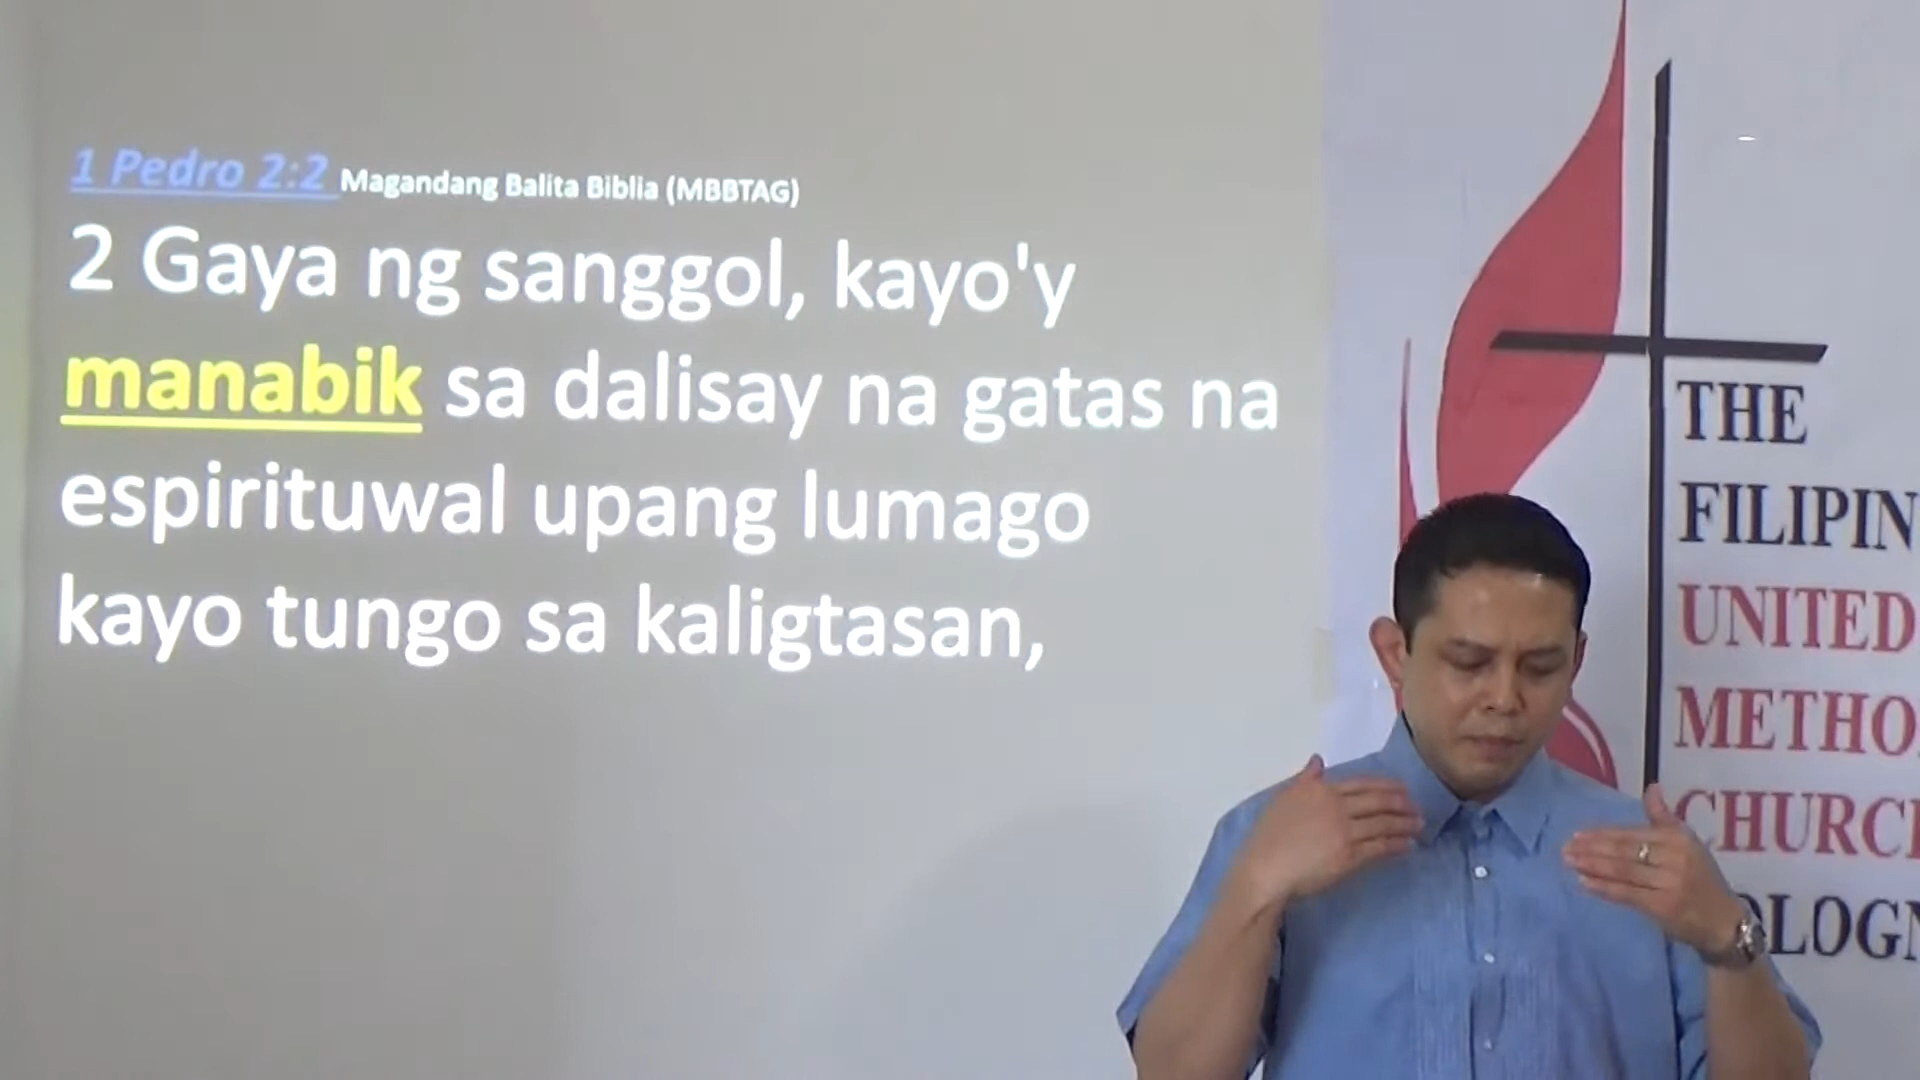 1 Pedro 2:2 Magandang Balita Biblia (MBBTAG)
2 Gaya ng sanggol, kayo'y
manabik sa dalisay na gatas na
espirituwal upang lumago
kayo tungo sa kaligtasan,
THE
FILIPIN
UNITED
METHO
CHURC
OLOGN